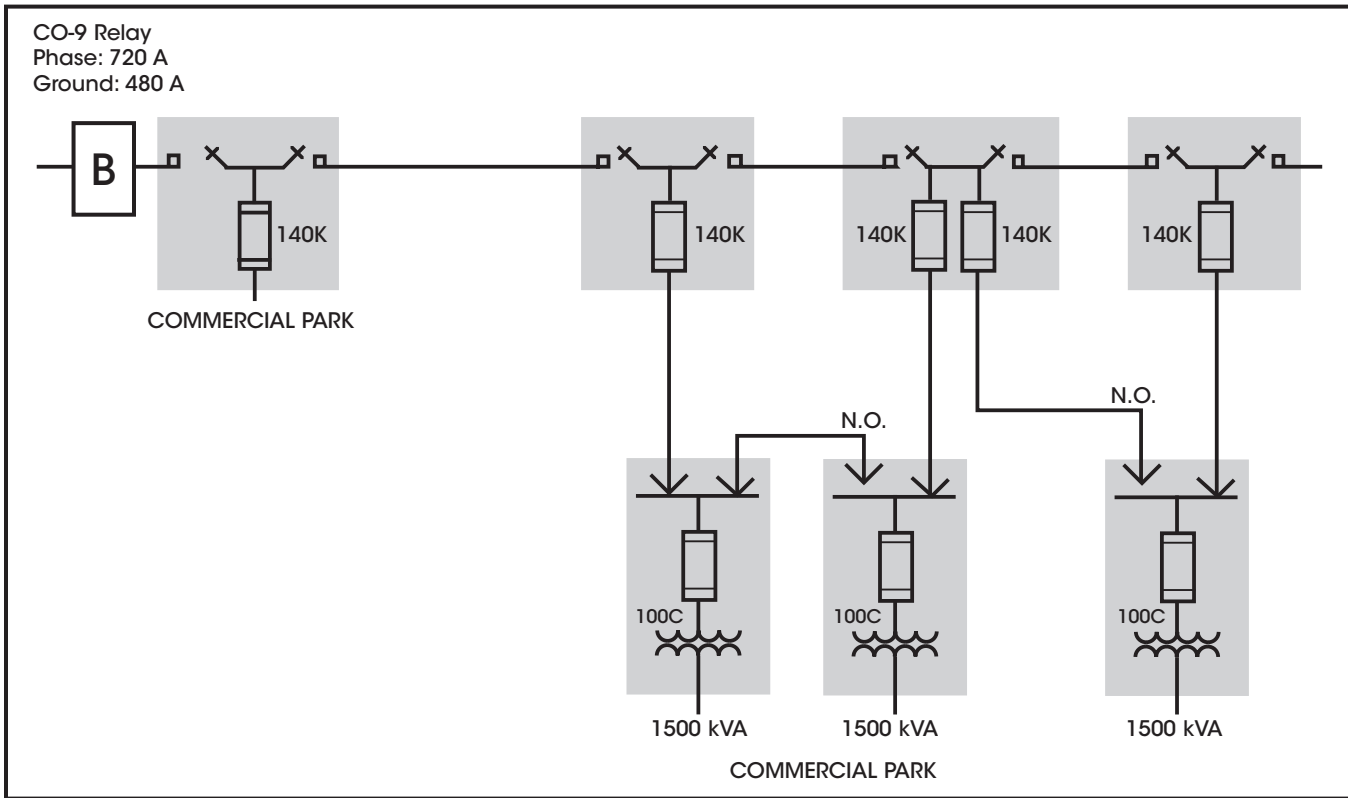 CO-9 Relay
Phase: 720 A
Ground: 480 A
B
140K
140K
140K
140K
140K
COMMERCIAL PARK
N.O.
N.O.
100C
100C
100C
1500 kVA
1500 kVA
1500 kVA
COMMERCIAL PARK